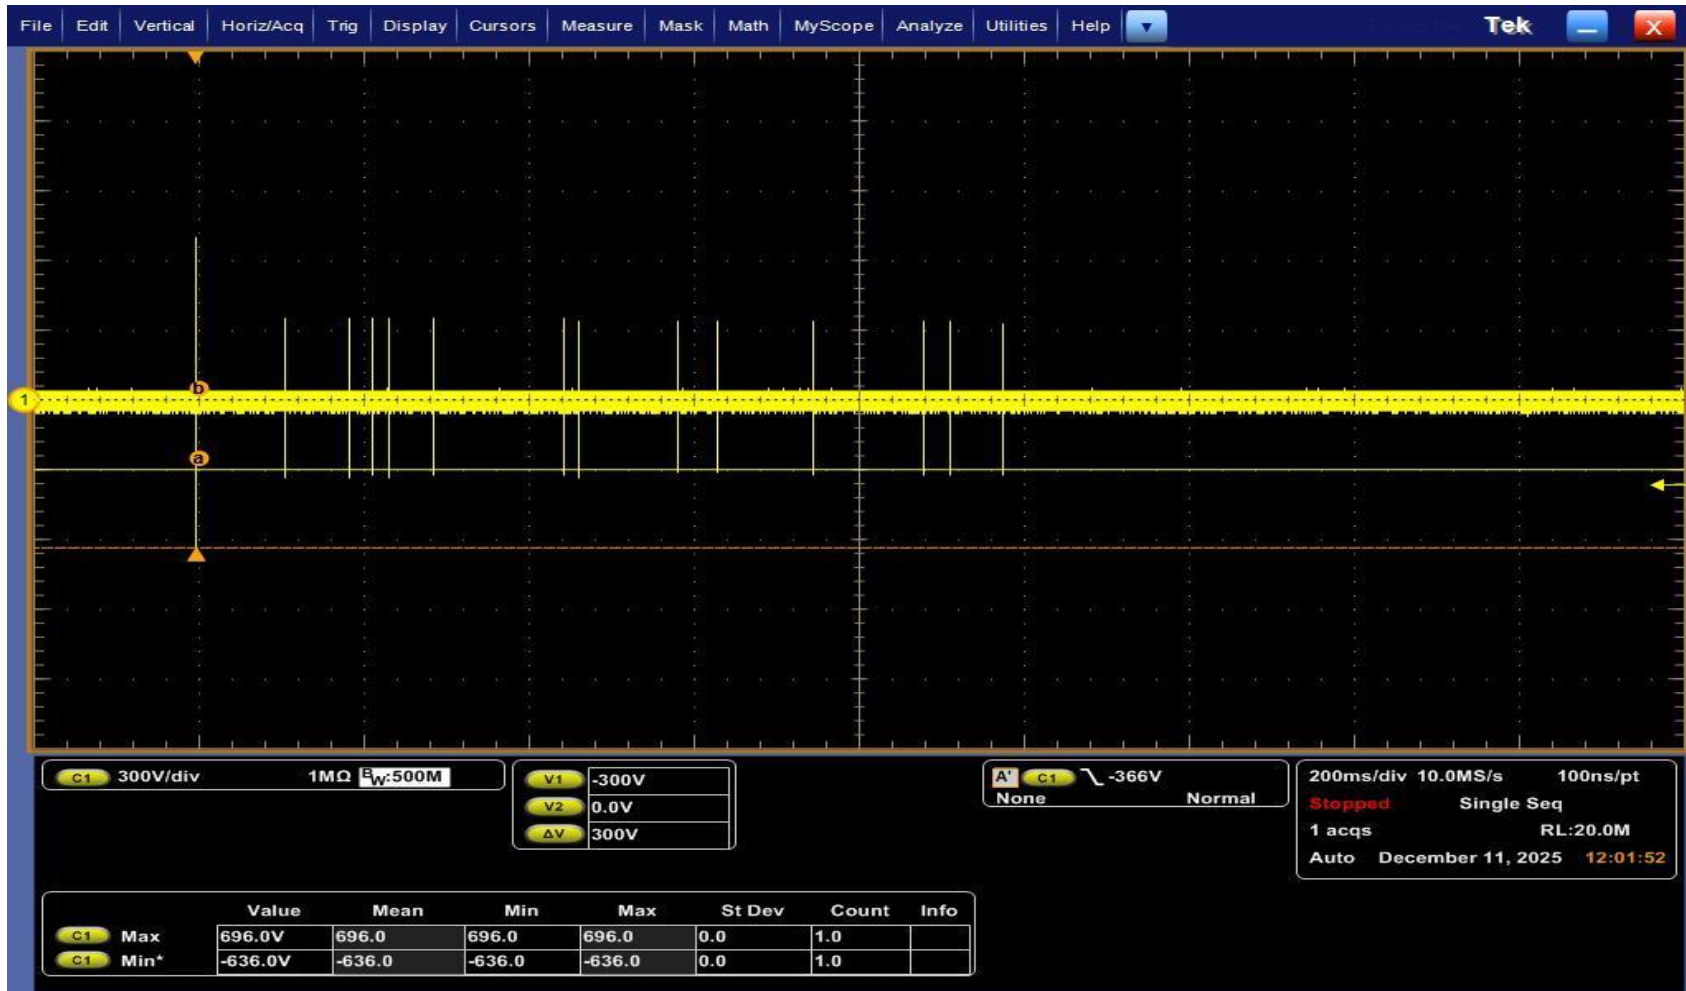 File Edit Vertical Horiz/Acq Trig Display Cursors Measure Mask Math MyScope Analyze Utilities Help Tek X
b
1
a
C1 300V/div 1MΩ BW:500M
V1 -300V
V2 0.0V
ΔV 300V
A' C1 -366V
None Normal
200ms/div 10.0MS/s 100ns/pt
Stopped Single Seq
1 acqs RL:20.0M
Auto December 11, 2025 12:01:52
Value Mean Min Max St Dev Count Info
C1 Max 696.0V 696.0 696.0 696.0 0.0 1.0
C1 Min* -636.0V -636.0 -636.0 -636.0 0.0 1.0